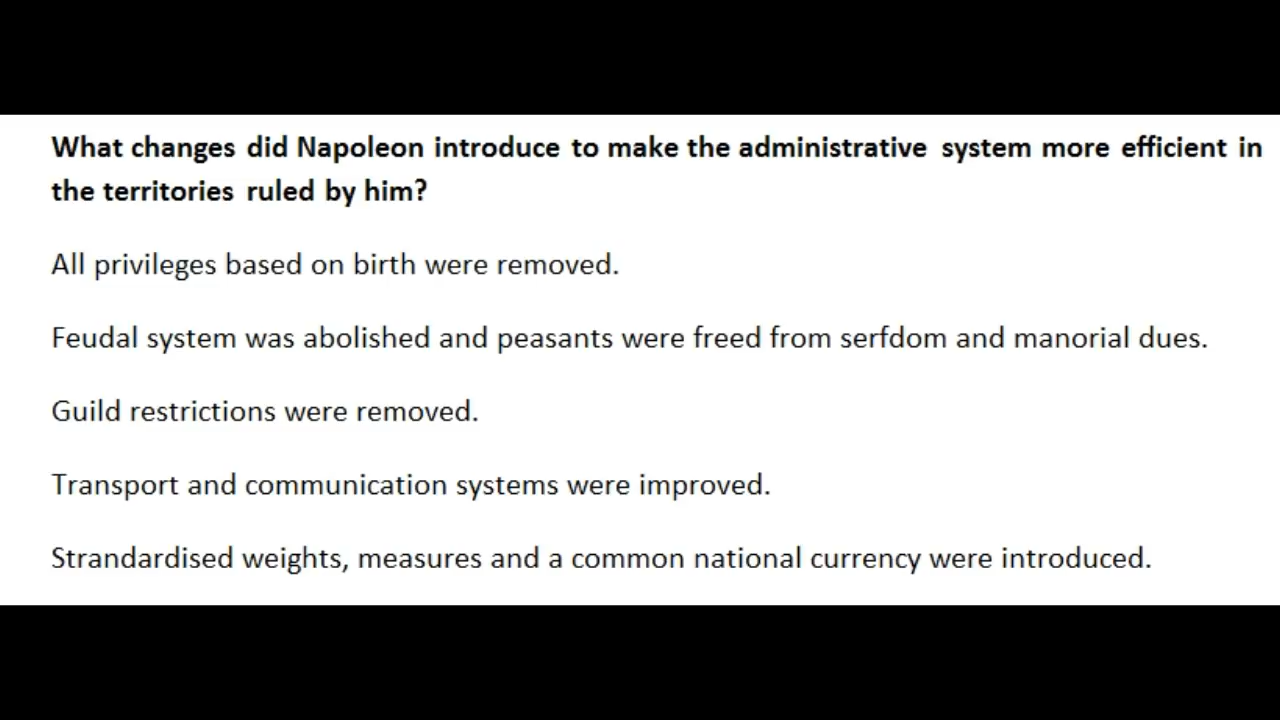 What changes did Napoleon introduce to make the administrative system more efficient in
the territories ruled by him?
All privileges based on birth were removed.
Feudal system was abolished and peasants were freed from serfdom and manorial dues.
Guild restrictions were removed.
Transport and communication systems were improved.
Strandardised weights, measures and a common national currency were introduced.